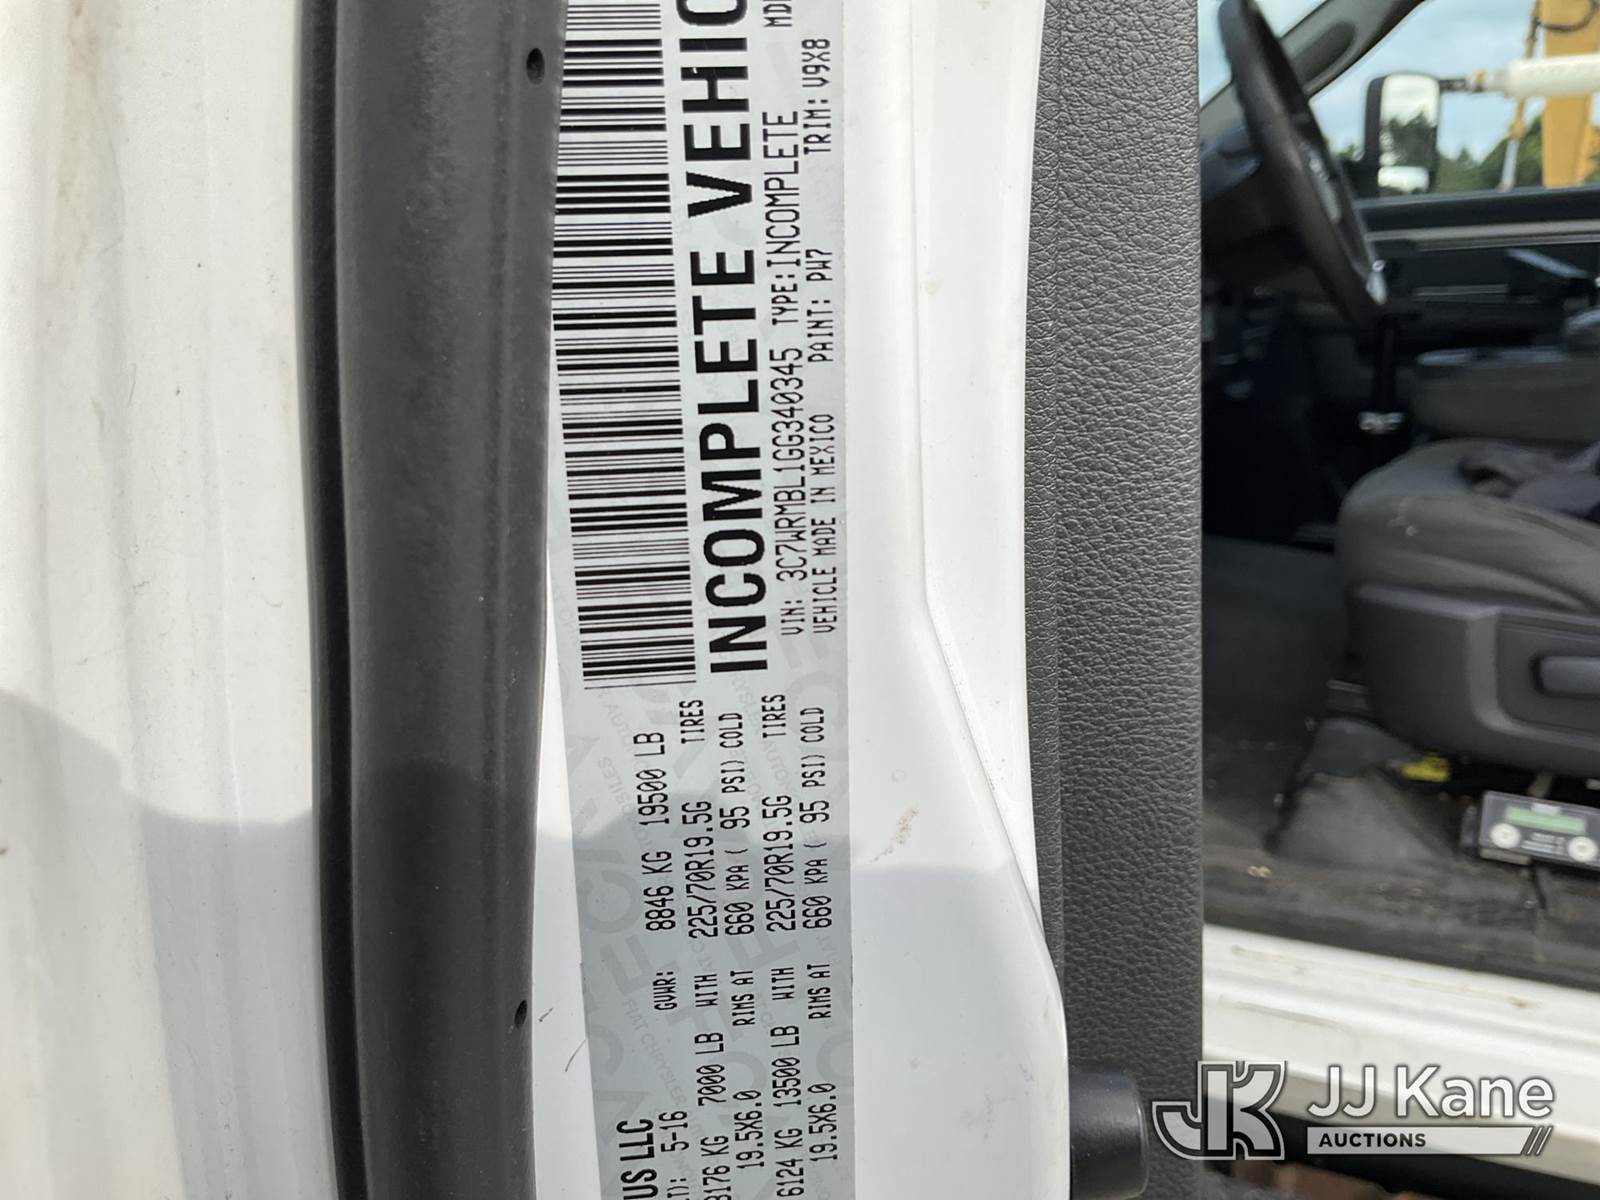 US LLC
5-16 GVWR: 8846 KG 19500 LB
3176 KG 7000 LB WITH 225/70R19.5G TIRES
19.5X6.0 RIMS AT 660 KPA ( 95 PSI) COLD
6124 KG 13500 LB WITH 225/70R19.5G TIRES
19.5X6.0 RIMS AT 660 KPA ( 95 PSI) COLD
INCOMPLETE VEHIC
VIN: 3C7WRMBL1GG340345 TYPE: INCOMPLETE
VEHICLE MADE IN MEXICO PAINT: PW7 TRIM: V9X8
JJ Kane
AUCTIONS